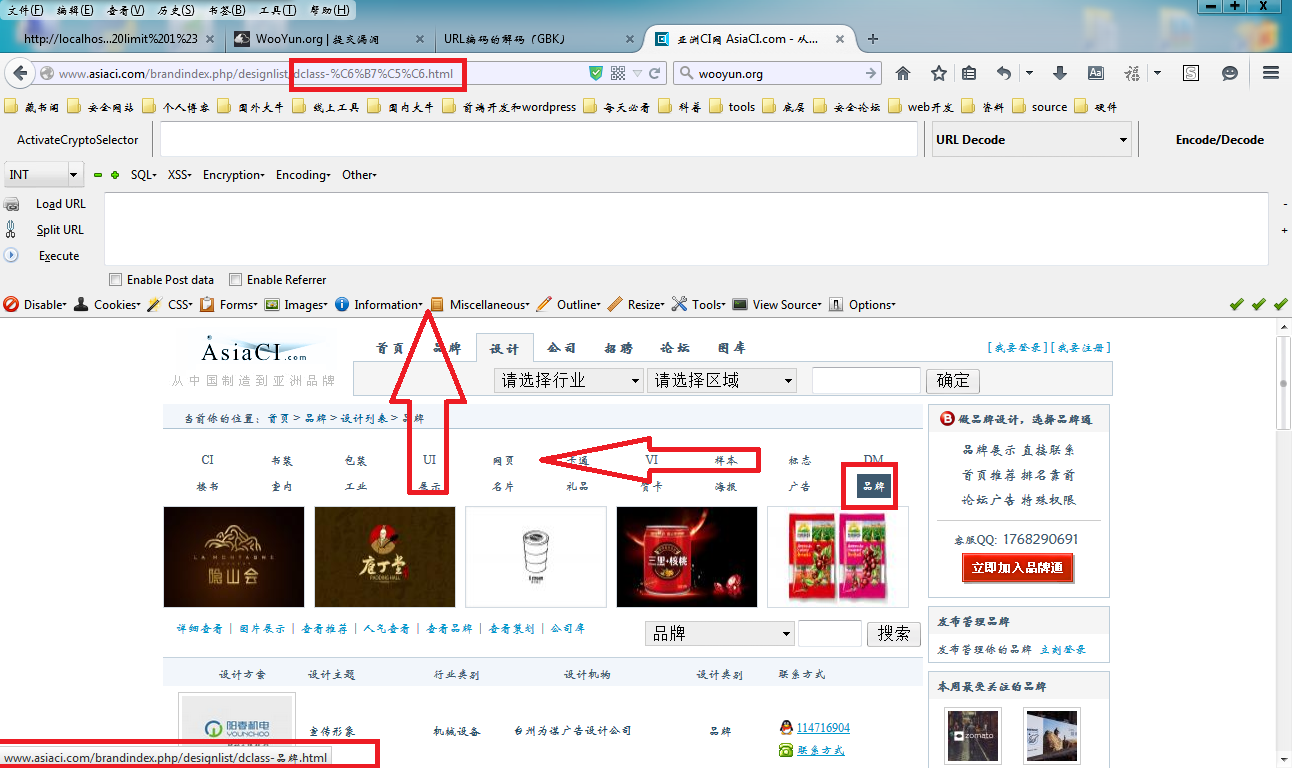 文件(F) 编辑(E) 查看(V) 历史(S) 书签(B) 工具(T) 帮助(H)
http://localhos...20limit%201%23 WooYun.org | 提交漏洞 URL编码的解码（GBK） 亚洲CI网 AsiaCI.com - 从...
www.asiaci.com/brandindex.php/designlist/dclass-%C6%B7%C5%C6.html wooyun.org
藏书阁 安全网站 个人博客 国外大牛 线上工具 国内大牛 前端开发和wordpress 每天必看 科普 tools 底层 安全论坛 web开发 资料 source 硬件
ActivateCryptoSelector URL Decode Encode/Decode
INT SQL XSS Encryption Encoding Other
Load URL
Split URL
Execute
Enable Post data Enable Referrer
Disable Cookies CSS Forms Images Information Miscellaneous Outline Resize Tools View Source Options
AsiaCI.com
从中国制造到亚洲品牌
首页 品牌 设计 公司 招聘 论坛 图库
[我要登录][我要注册]
请选择行业 请选择区域 确定
当前你的位置：首页 > 品牌 > 设计列表 > 品牌
CI 书装 包装 UI 网页 卡通 VI 样本 标志 DM
楼书 室内 工业 展示 名片 礼品 贺卡 海报 广告 品牌
LA MONTAGNE
隐山会
庖丁堂
PAODING HALL
三里·核桃
详细查看 | 图片展示 | 查看推荐 | 人气查看 | 查看品牌 | 查看策划 | 公司库
品牌 搜索
设计方案 设计主题 行业类别 设计机构 设计类别 联系方式
阳春机电
YOUNCHOO
宣传形象 机械设备 台州为谋广告设计公司 品牌 114716904
联系方式
做品牌设计，选择品牌通
品牌展示 直接联系
首页推荐 排名靠前
论坛广告 特殊权限
客服QQ: 1768290691
立即加入品牌通
发布管理品牌
发布管理你的品牌 立刻登录
本周最受关注的品牌
zomato
www.asiaci.com/brandindex.php/designlist/dclass-品牌.html